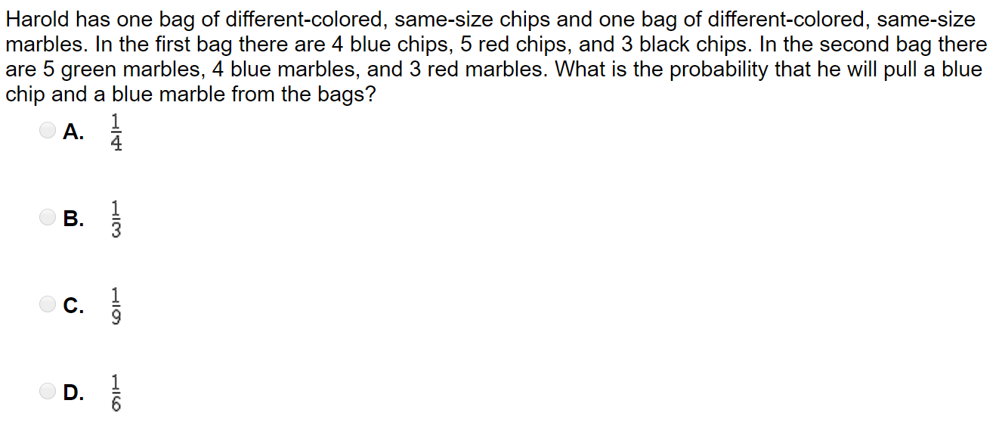 Harold has one bag of different-colored, same-size chips and one bag of different-colored, same-size
marbles. In the first bag there are 4 blue chips, 5 red chips, and 3 black chips. In the second bag there
are 5 green marbles, 4 blue marbles, and 3 red marbles. What is the probability that he will pull a blue
chip and a blue marble from the bags?
A. 1/4
B. 1/3
C. 1/9
D. 1/6